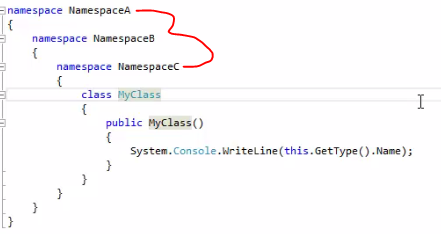 namespace NamespaceA
{
namespace NamespaceB
{
namespace NamespaceC
{
class MyClass
{
public MyClass()
{
System.Console.WriteLine(this.GetType().Name);
}
}
}
}
}